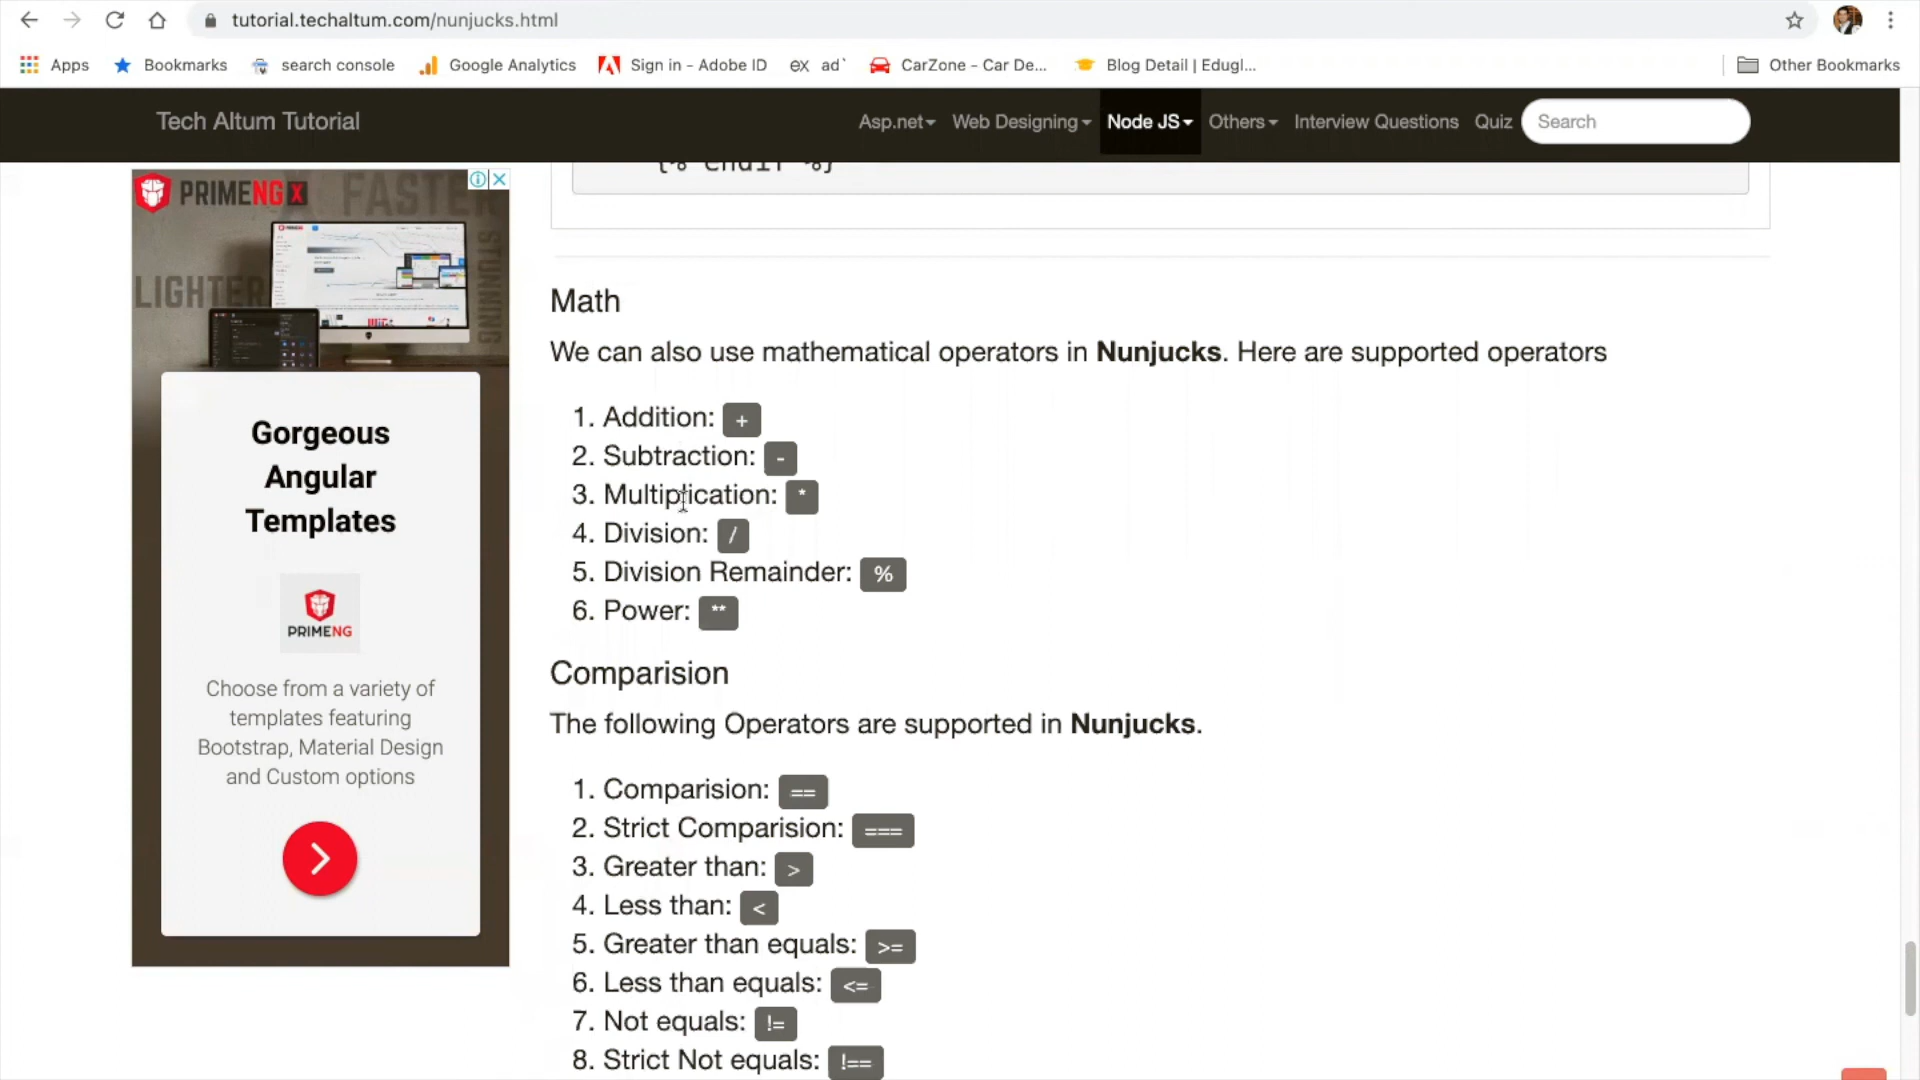 tutorial.techaltum.com/nunjucks.html
Apps Bookmarks search console Google Analytics Sign in - Adobe ID ex ad` CarZone - Car De... Blog Detail | Edugl... Other Bookmarks
Tech Altum Tutorial Asp.net Web Designing Node JS Others Interview Questions Quiz Search
{% endif %}
PRIMENG X
FASTER
LIGHTER
STUNNING
Gorgeous
Angular
Templates
PRIMENG
Choose from a variety of
templates featuring
Bootstrap, Material Design
and Custom options
Math
We can also use mathematical operators in Nunjucks. Here are supported operators
1. Addition: +
2. Subtraction: -
3. Multiplication: *
4. Division: /
5. Division Remainder: %
6. Power: **
Comparision
The following Operators are supported in Nunjucks.
1. Comparision: ==
2. Strict Comparision: ===
3. Greater than: >
4. Less than: <
5. Greater than equals: >=
6. Less than equals: <=
7. Not equals: !=
8. Strict Not equals: !==